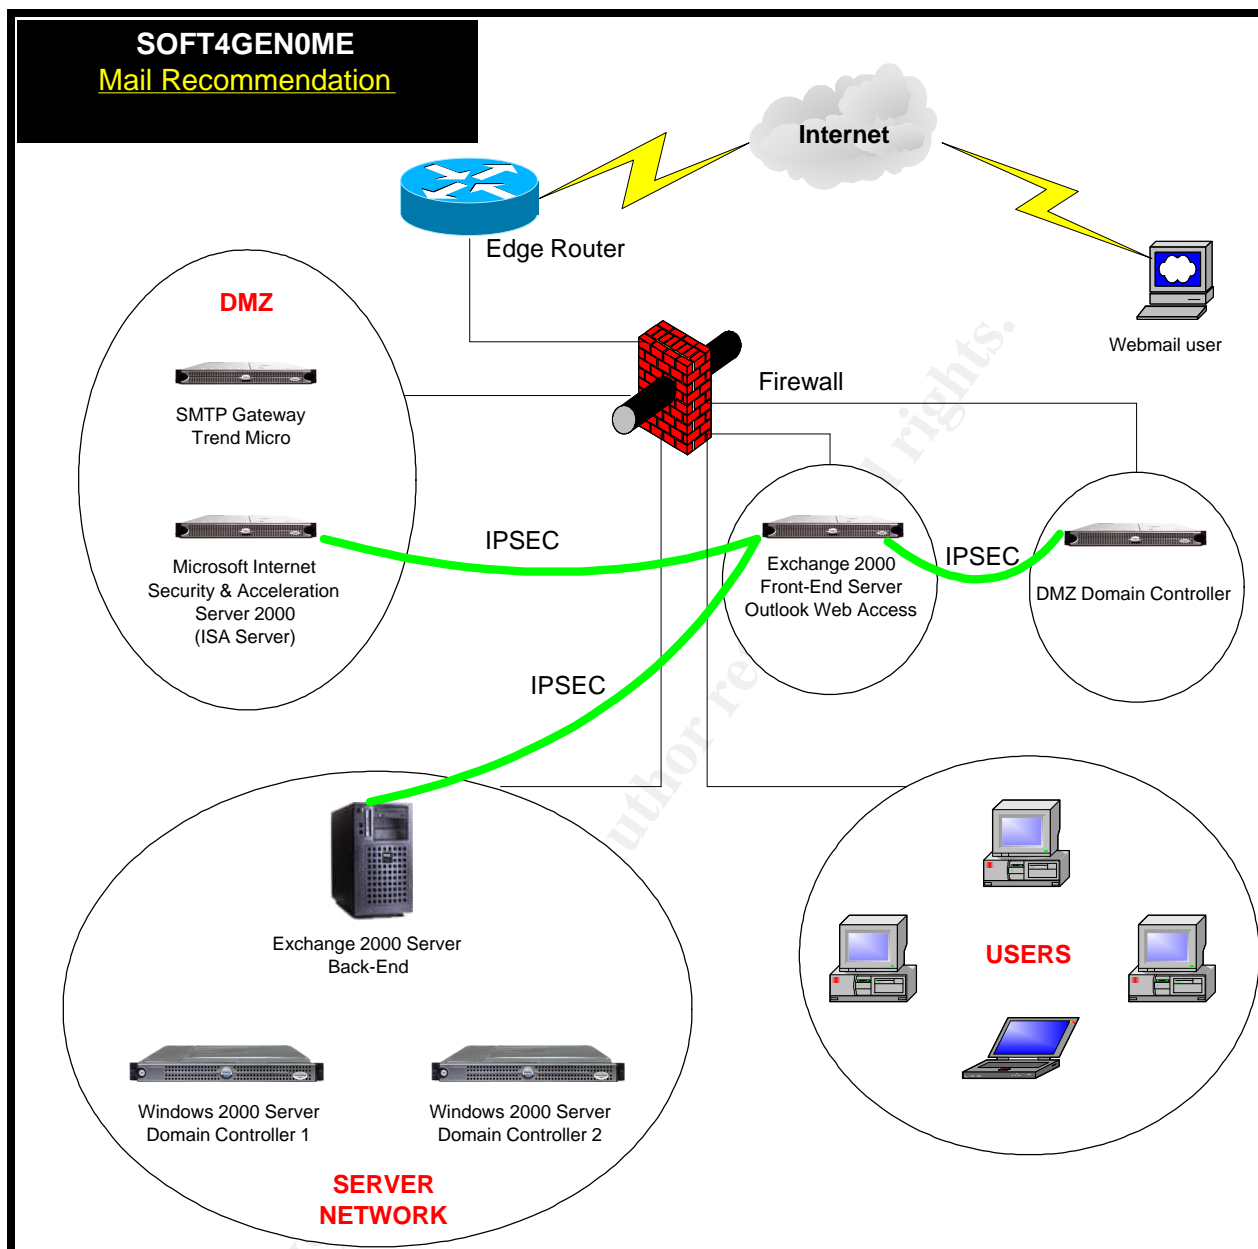 SOFT4GEN0ME
Mail Recommendation
Internet
Edge Router
Webmail user
DMZ
Firewall
SMTP Gateway
Trend Micro
IPSEC
IPSEC
Microsoft Internet
Security & Acceleration
Server 2000
(ISA Server)
Exchange 2000
Front-End Server
Outlook Web Access
DMZ Domain Controller
IPSEC
Exchange 2000 Server
Back-End
USERS
Windows 2000 Server
Domain Controller 1
Windows 2000 Server
Domain Controller 2
SERVER
NETWORK
rights.